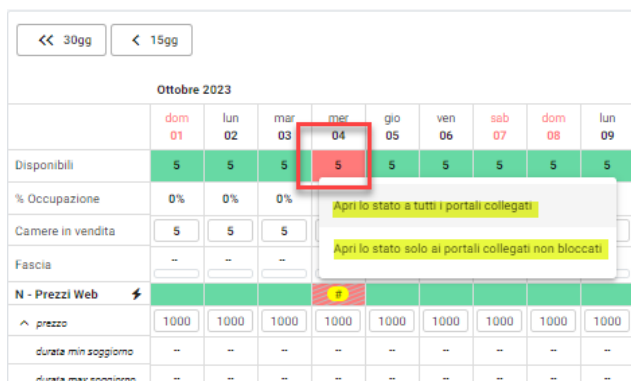 << 30gg < 15gg
Ottobre 2023
dom lun mar mer gio ven sab dom lun
01 02 03 04 05 06 07 08 09
Disponibili 5 5 5 5 5 5 5 5 5
% Occupazione 0% 0% 0%
Apri lo stato a tutti i portali collegati
Camere in vendita 5 5 5
Apri lo stato solo ai portali collegati non bloccati
Fascia -- -- --
N - Prezzi Web #
prezzo 1000 1000 1000 1000 1000 1000 1000 1000 1000
durata min soggiorno -- -- -- -- -- -- -- -- --
durata max soggiorno -- -- -- -- -- -- -- -- --